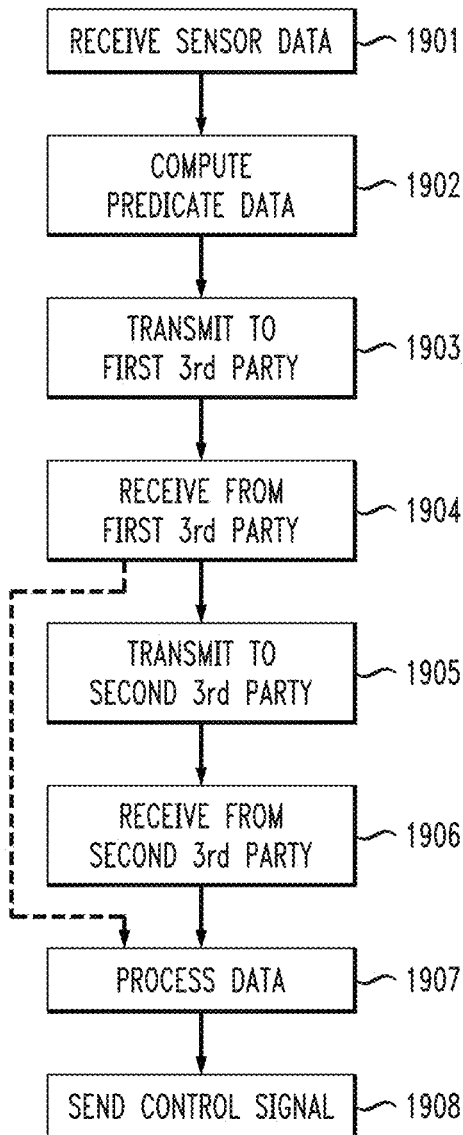 RECEIVE SENSOR DATA 1901
COMPUTE
PREDICATE DATA
1902
TRANSMIT TO
FIRST 3rd PARTY
1903
RECEIVE FROM
FIRST 3rd PARTY
1904
TRANSMIT TO
SECOND 3rd PARTY
1905
RECEIVE FROM
SECOND 3rd PARTY
1906
PROCESS DATA 1907
SEND CONTROL SIGNAL 1908